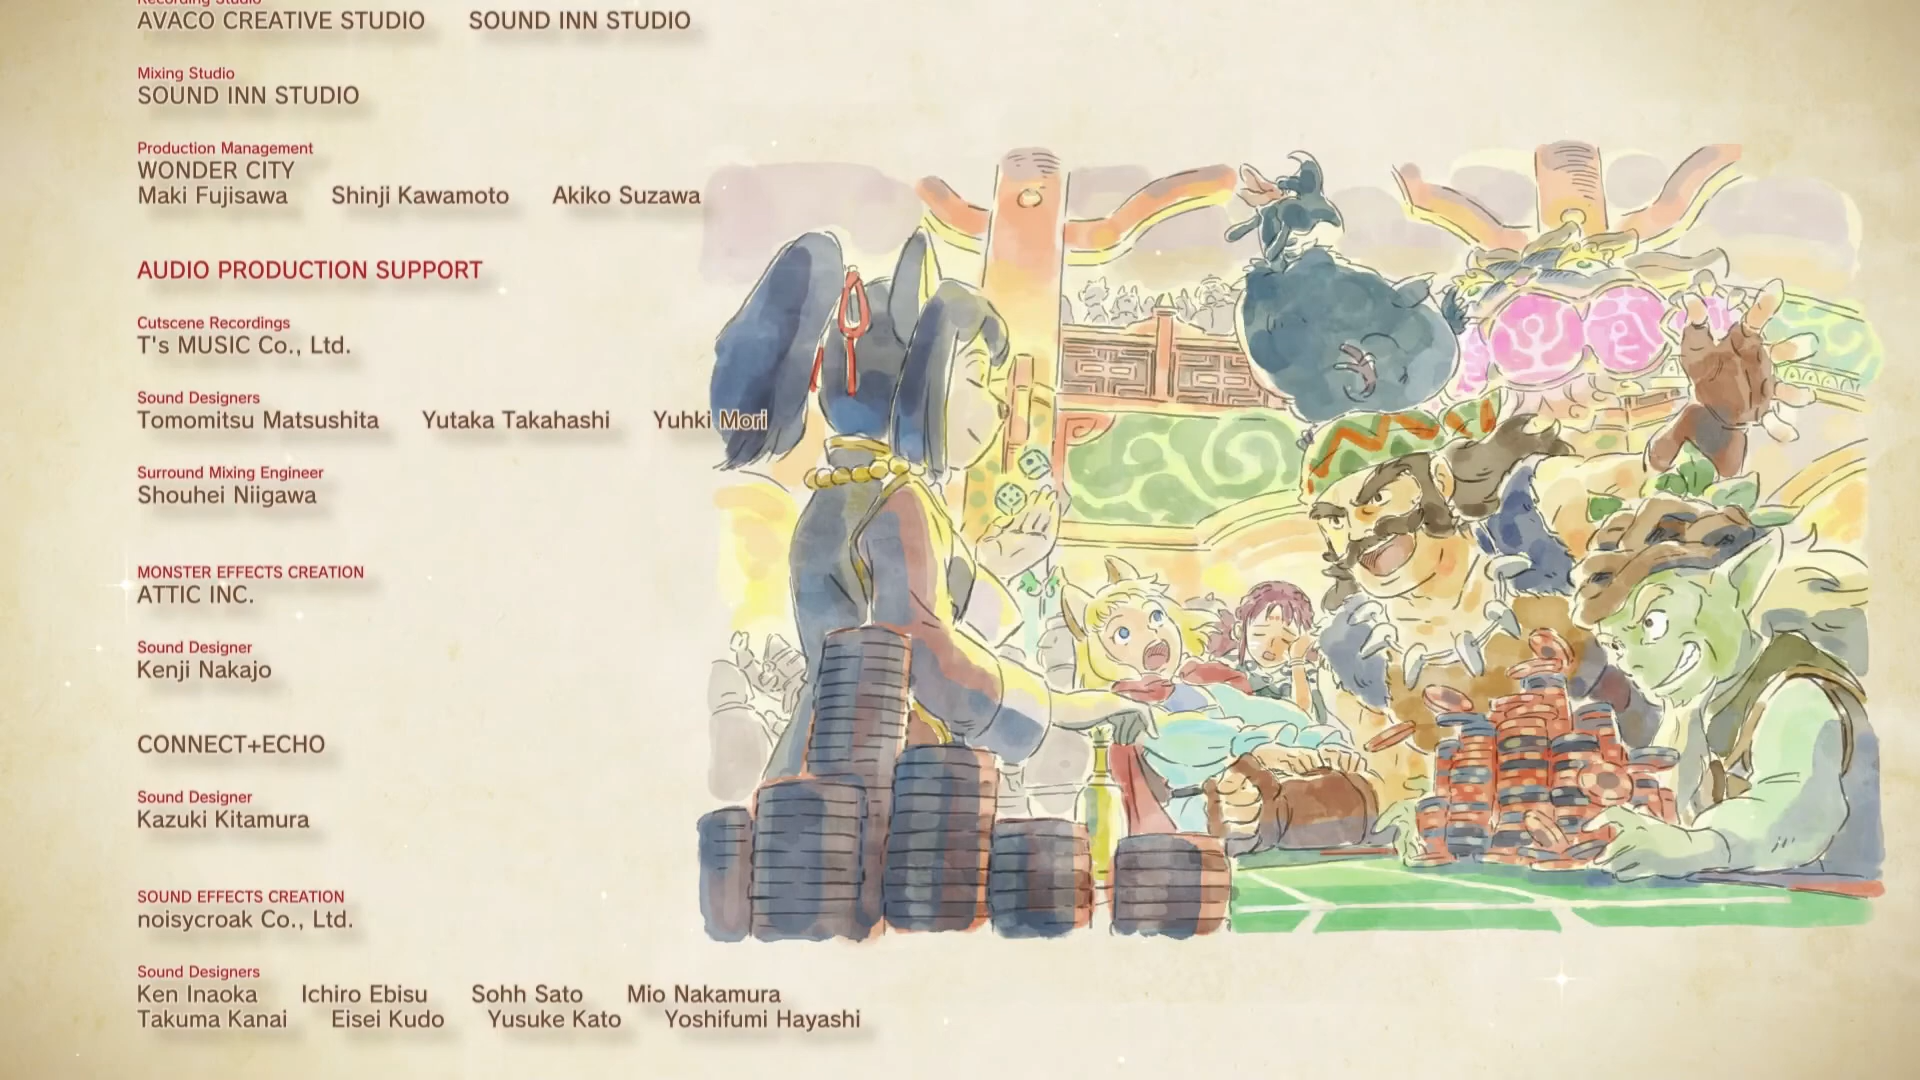 Recording Studio
AVACO CREATIVE STUDIO SOUND INN STUDIO
Mixing Studio
SOUND INN STUDIO
Production Management
WONDER CITY
Maki Fujisawa Shinji Kawamoto Akiko Suzawa
AUDIO PRODUCTION SUPPORT
Cutscene Recordings
T's MUSIC Co., Ltd.
Sound Designers
Tomomitsu Matsushita Yutaka Takahashi Yuhki Mori
Surround Mixing Engineer
Shouhei Niigawa
MONSTER EFFECTS CREATION
ATTIC INC.
Sound Designer
Kenji Nakajo
CONNECT+ECHO
Sound Designer
Kazuki Kitamura
SOUND EFFECTS CREATION
noisycroak Co., Ltd.
Sound Designers
Ken Inaoka Ichiro Ebisu Sohh Sato Mio Nakamura
Takuma Kanai Eisei Kudo Yusuke Kato Yoshifumi Hayashi